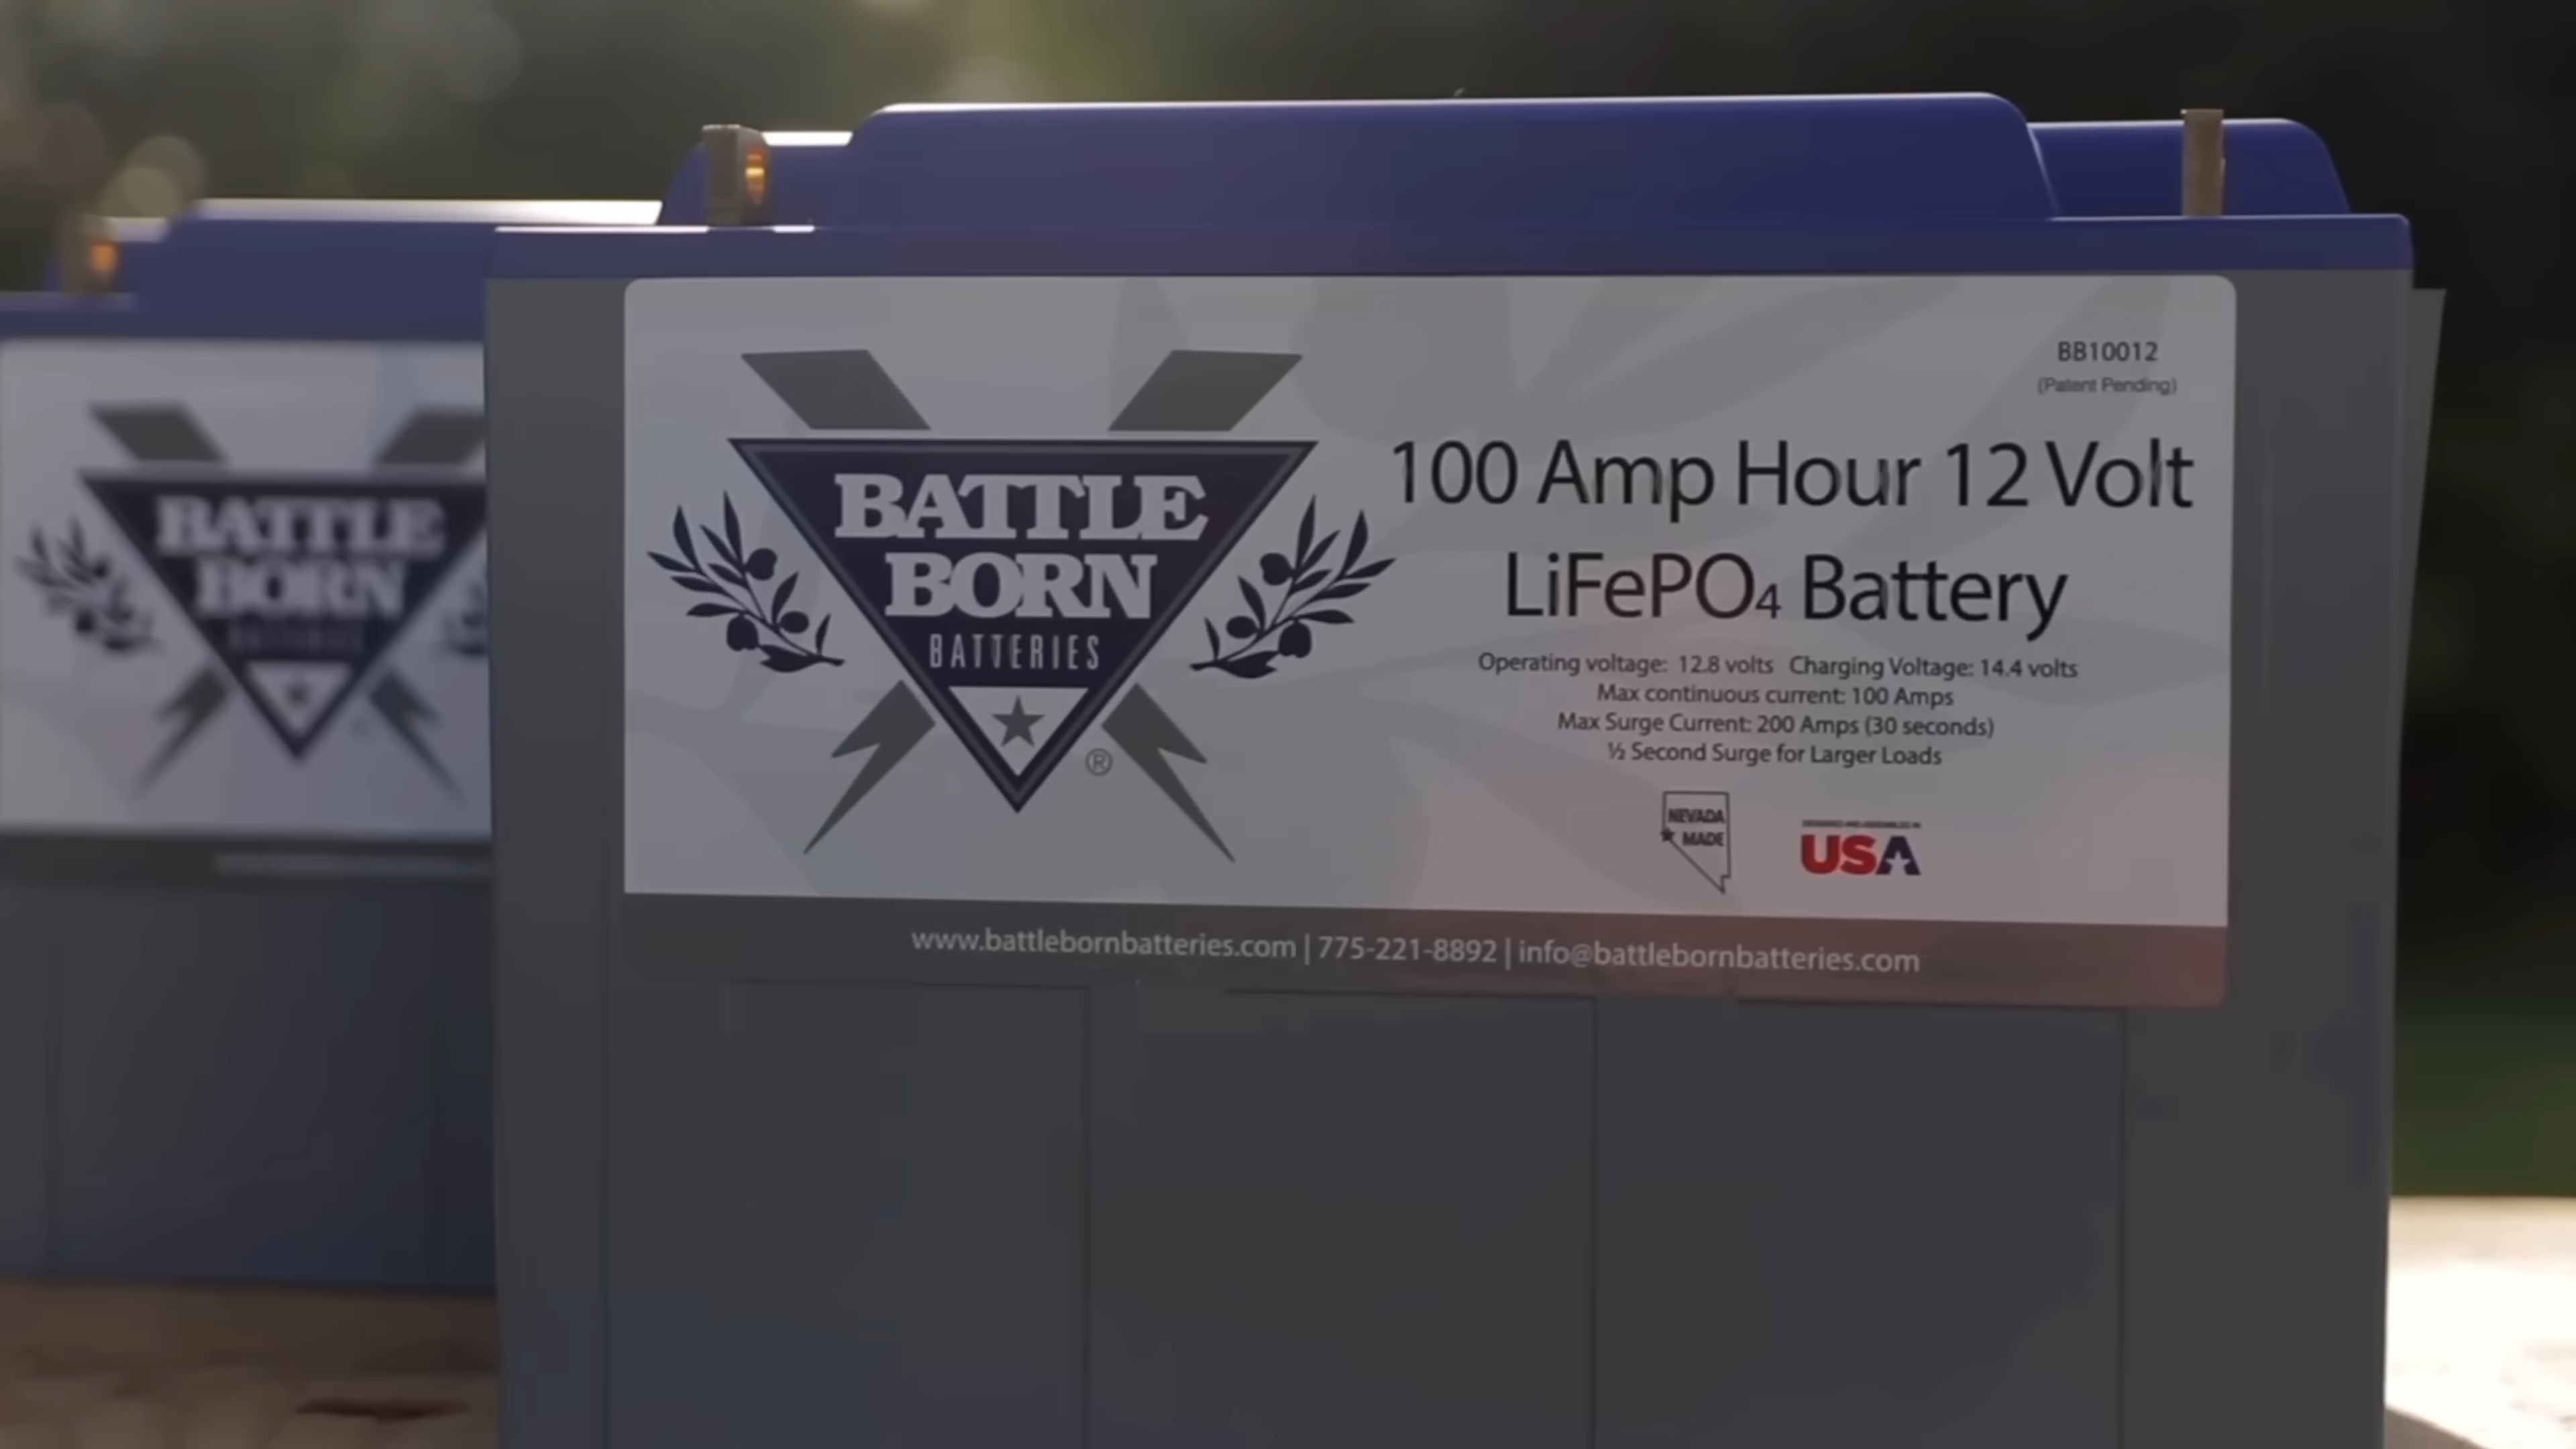 BATTLE
BORN
BB10012
(Patent Pending)
100 Amp Hour 12 Volt
LiFePO₄ Battery
BATTLE
BORN
BATTERIES
®
Operating voltage: 12.8 volts Charging Voltage: 14.4 volts
Max continuous current: 100 Amps
Max Surge Current: 200 Amps (30 seconds)
½ Second Surge for Larger Loads
NEVADA
MADE
USA
www.battlebornbatteries.com | 775-221-8892 | info@battlebornbatteries.com